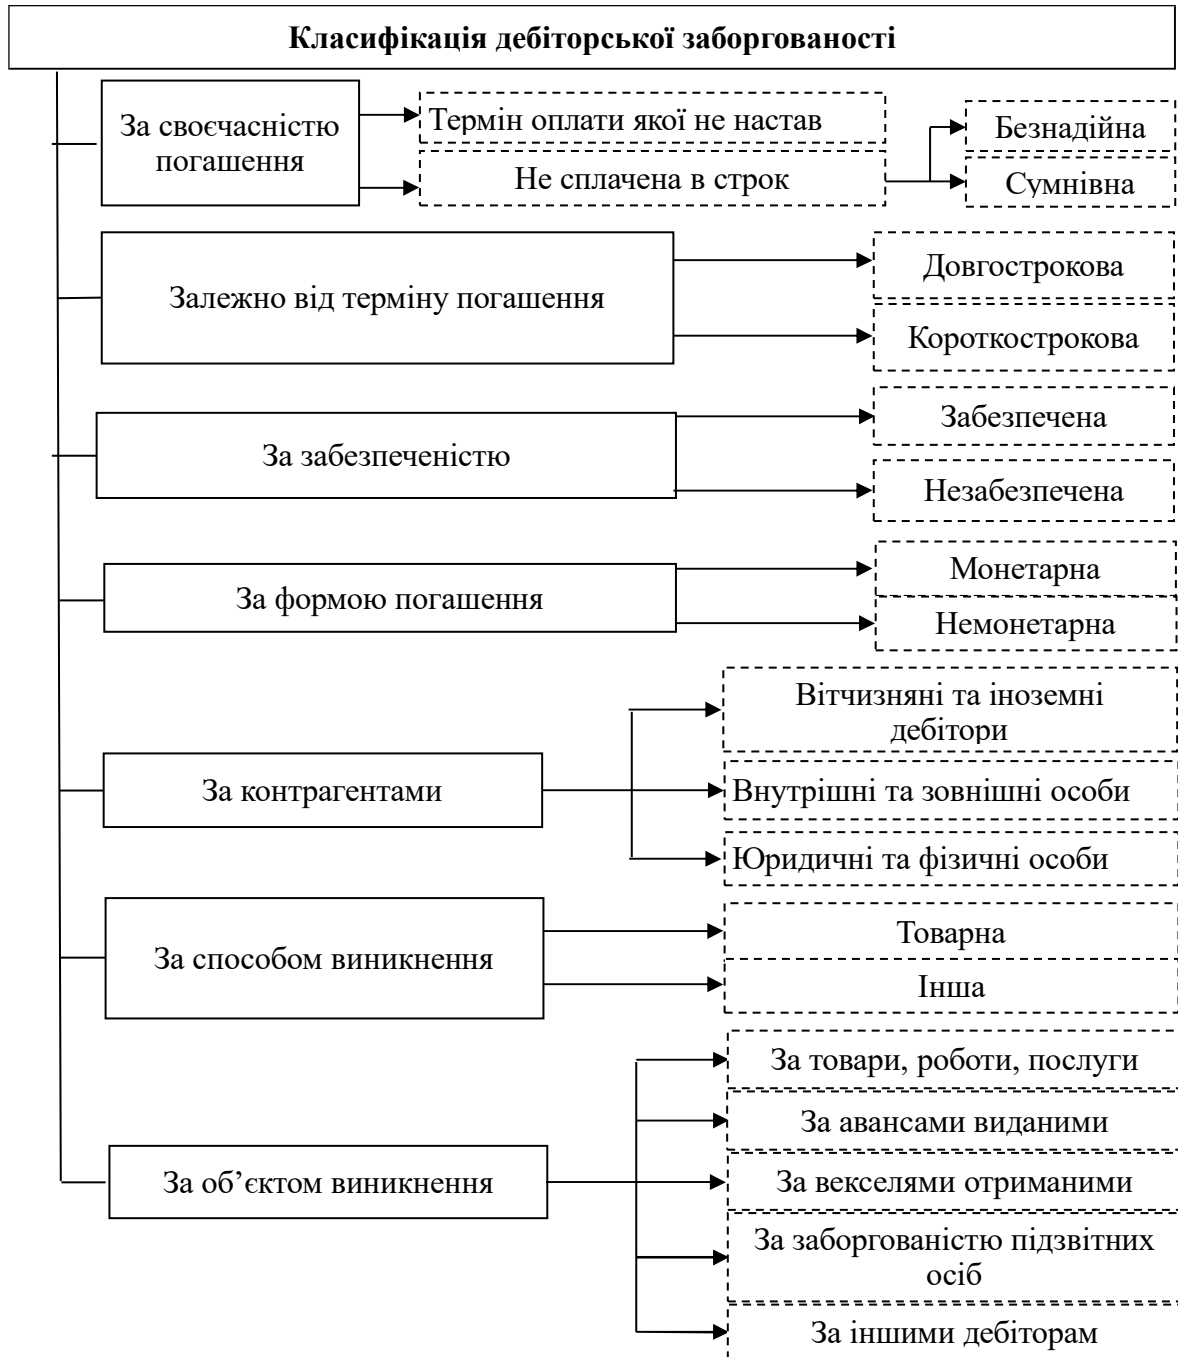 Класифікація дебіторської заборгованості
За своєчасністю
погашення
Термін оплати якої не настав
Не сплачена в строк
Безнадійна
Сумнівна
Залежно від терміну погашення
Довгострокова
Короткострокова
За забезпеченістю
Забезпечена
Незабезпечена
За формою погашення
Монетарна
Немонетарна
За контрагентами
Вітчизняні та іноземні
дебітори
Внутрішні та зовнішні особи
Юридичні та фізичні особи
За способом виникнення
Товарна
Інша
За об’єктом виникнення
За товари, роботи, послуги
За авансами виданими
За векселями отриманими
За заборгованістю підзвітних
осіб
За іншими дебіторам